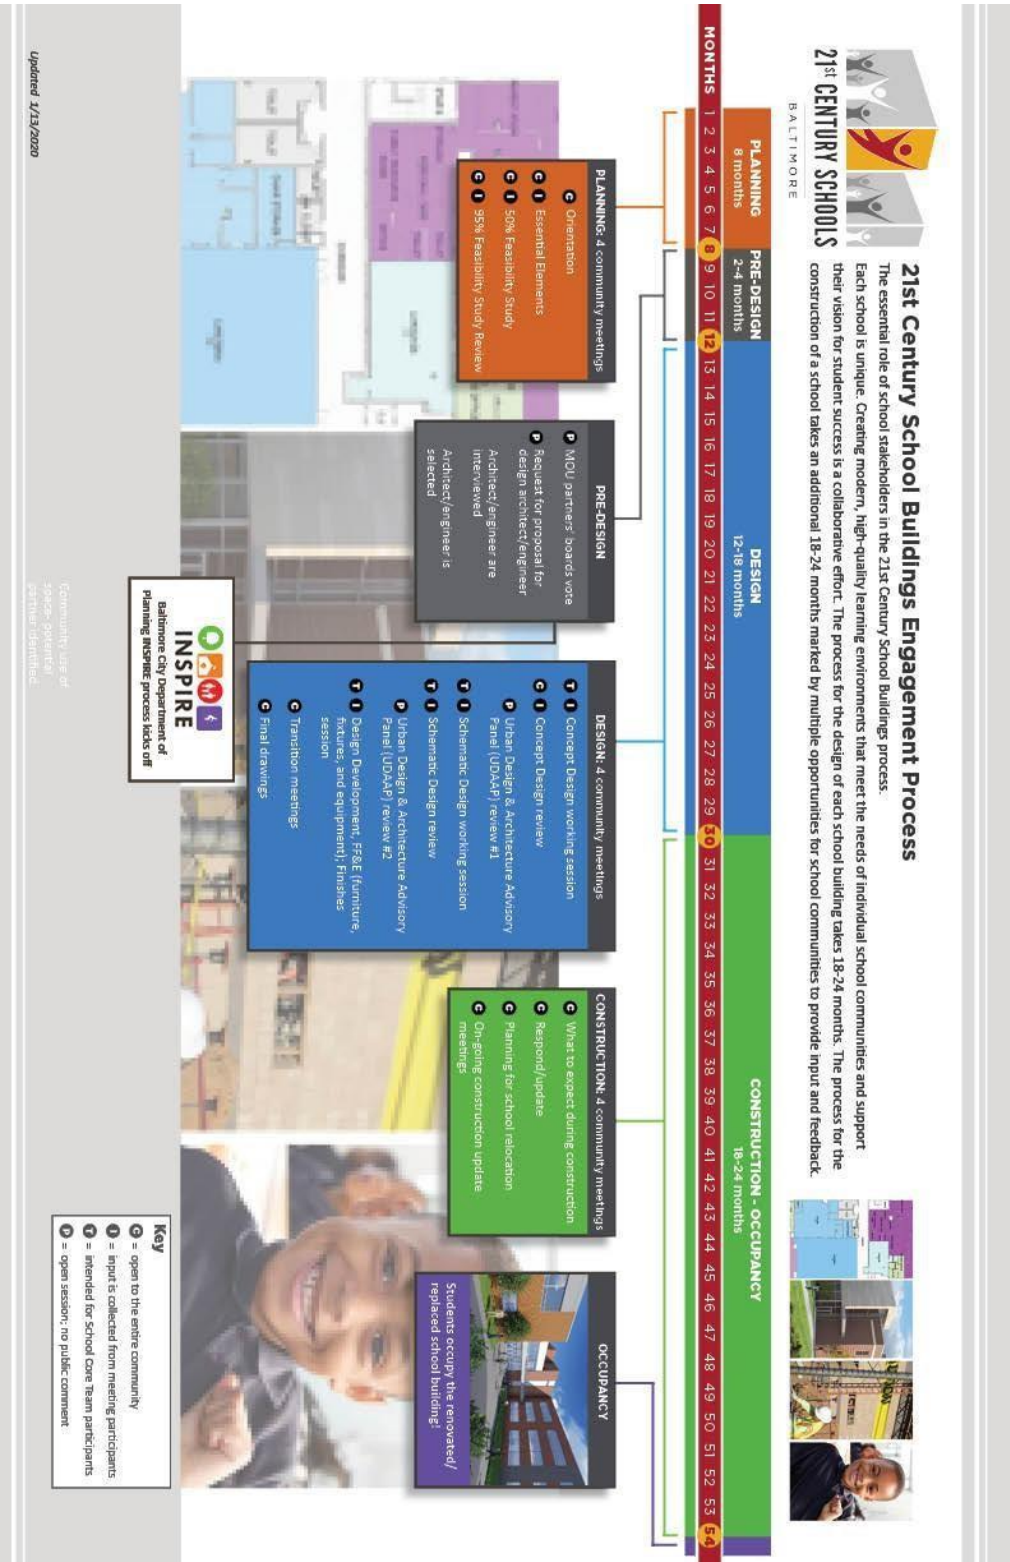 21st CENTURY SCHOOLS
BALTIMORE
21st Century School Buildings Engagement Process
The essential role of school stakeholders in the 21st Century School Buildings process.
Each school is unique. Creating modern, high-quality learning environments that meet the needs of individual school communities and support
their vision for student success is a collaborative effort. The process for the design of each school building takes 18-24 months. The process for the
construction of a school takes an additional 18-24 months marked by multiple opportunities for school communities to provide input and feedback.
PLANNING
8 months
PRE-DESIGN
2-4 months
DESIGN
12-18 months
CONSTRUCTION - OCCUPANCY
18-24 months
MONTHS 1 2 3 4 5 6 7 8 9 10 11 12 13 14 15 16 17 18 19 20 21 22 23 24 25 26 27 28 29 30 31 32 33 34 35 36 37 38 39 40 41 42 43 44 45 46 47 48 49 50 51 52 53 54
PLANNING: 4 community meetings
C Orientation
C I Essential Elements
C I 50% Feasibility Study
C I 95% Feasibility Study Review
PRE-DESIGN
P MOU partners' boards vote
P Request for proposal for
design architect/engineer
Architect/engineer are
interviewed
Architect/engineer is
selected
INSPIRE
Baltimore City Department of
Planning INSPIRE process kicks off
DESIGN: 4 community meetings
T I Concept Design working session
C I Concept Design review
P Urban Design & Architecture Advisory
Panel (UDAAP) review #1
T I Schematic Design working session
T I Schematic Design review
P Urban Design & Architecture Advisory
Panel (UDAAP) review #2
T I Design Development, FF&E (furniture,
fixtures, and equipment); Finishes
session
C Transition meetings
C Final drawings
CONSTRUCTION: 4 community meetings
C What to expect during construction
C Respond/update
C Planning for school relocation
C On-going construction update
meetings
OCCUPANCY
Students occupy the renovated/
replaced school building!
Community use of
space- potential
partner identified
Key
C = open to the entire community
I = input is collected from meeting participants
T = intended for School Core Team participants
P = open session; no public comment
Updated 1/13/2020